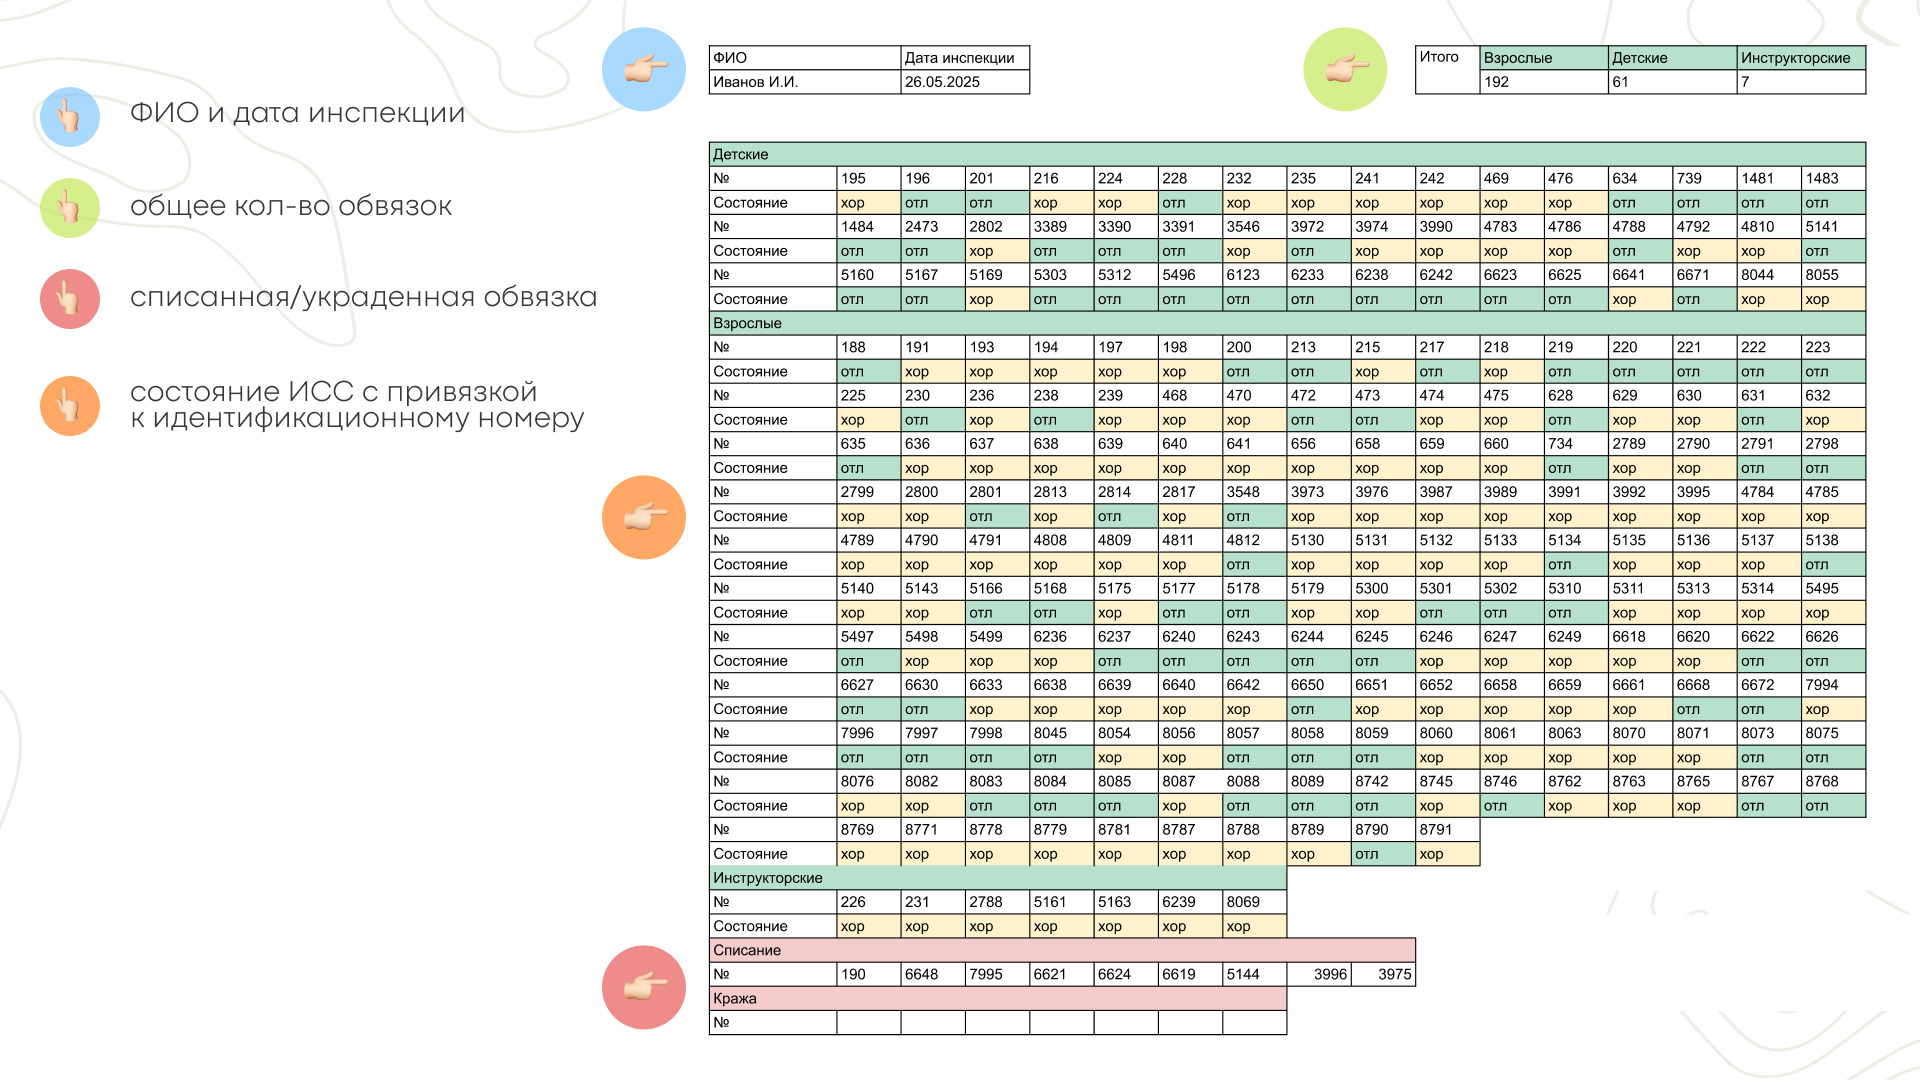 ФИО и дата инспекции
общее кол-во обвязок
списанная/украденная обвязка
состояние ИСС с привязкой
к идентификационному номеру
ФИО Дата инспекции
Иванов И.И. 26.05.2025
Итого Взрослые Детские Инструкторские
192 61 7
Детские
№ 195 196 201 216 224 228 232 235 241 242 469 476 634 739 1481 1483
Состояние хор отл отл хор хор отл хор хор хор хор хор хор отл отл отл отл
№ 1484 2473 2802 3389 3390 3391 3546 3972 3974 3990 4783 4786 4788 4792 4810 5141
Состояние отл отл хор отл отл отл хор отл хор хор хор хор отл хор хор отл
№ 5160 5167 5169 5303 5312 5496 6123 6233 6238 6242 6623 6625 6641 6671 8044 8055
Состояние отл отл хор отл отл отл отл отл отл отл отл отл хор отл хор хор
Взрослые
№ 188 191 193 194 197 198 200 213 215 217 218 219 220 221 222 223
Состояние отл хор хор хор хор хор отл отл хор отл хор отл отл отл отл отл
№ 225 230 236 238 239 468 470 472 473 474 475 628 629 630 631 632
Состояние хор отл хор отл хор хор хор отл отл хор хор отл хор хор отл хор
№ 635 636 637 638 639 640 641 656 658 659 660 734 2789 2790 2791 2798
Состояние отл хор хор хор хор хор хор хор хор хор хор отл хор хор отл отл
№ 2799 2800 2801 2813 2814 2817 3548 3973 3976 3987 3989 3991 3992 3995 4784 4785
Состояние хор хор отл хор отл хор отл хор хор хор хор хор хор хор хор хор
№ 4789 4790 4791 4808 4809 4811 4812 5130 5131 5132 5133 5134 5135 5136 5137 5138
Состояние хор хор хор хор хор хор отл хор хор хор хор отл хор хор хор отл
№ 5140 5143 5166 5168 5175 5177 5178 5179 5300 5301 5302 5310 5311 5313 5314 5495
Состояние хор хор отл отл хор отл отл хор хор отл отл отл хор хор хор хор
№ 5497 5498 5499 6236 6237 6240 6243 6244 6245 6246 6247 6249 6618 6620 6622 6626
Состояние отл хор хор хор отл отл отл отл отл хор хор хор хор хор отл отл
№ 6627 6630 6633 6638 6639 6640 6642 6650 6651 6652 6658 6659 6661 6668 6672 7994
Состояние отл отл хор хор хор хор хор отл хор хор хор хор хор отл отл хор
№ 7996 7997 7998 8045 8054 8056 8057 8058 8059 8060 8061 8063 8070 8071 8073 8075
Состояние отл отл отл отл хор хор отл отл отл хор хор хор хор хор отл отл
№ 8076 8082 8083 8084 8085 8087 8088 8089 8742 8745 8746 8762 8763 8765 8767 8768
Состояние хор хор отл отл отл хор отл отл отл хор отл хор хор хор отл отл
№ 8769 8771 8778 8779 8781 8787 8788 8789 8790 8791
Состояние хор хор хор хор хор хор хор хор отл хор
Инструкторские
№ 226 231 2788 5161 5163 6239 8069
Состояние хор хор хор хор хор хор хор
Списание
№ 190 6648 7995 6621 6624 6619 5144 3996 3975
Кража
№